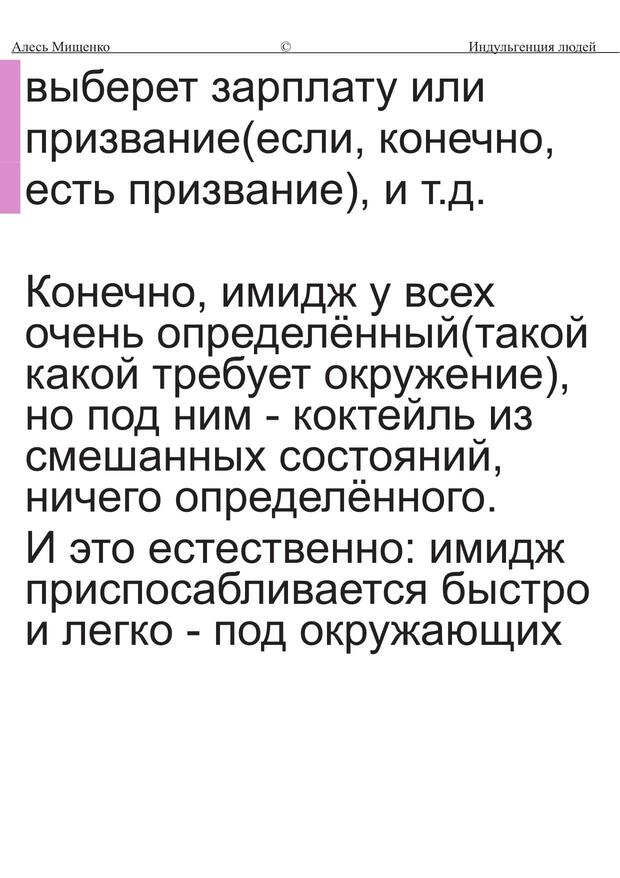 Алесь Мищенко © Индульгенция людей
выберет зарплату или
призвание(если, конечно,
есть призвание), и т.д.
Конечно, имидж у всех
очень определённый(такой
какой требует окружение),
но под ним - коктейль из
смешанных состояний,
ничего определённого.
И это естественно: имидж
приспосабливается быстро
и легко - под окружающих